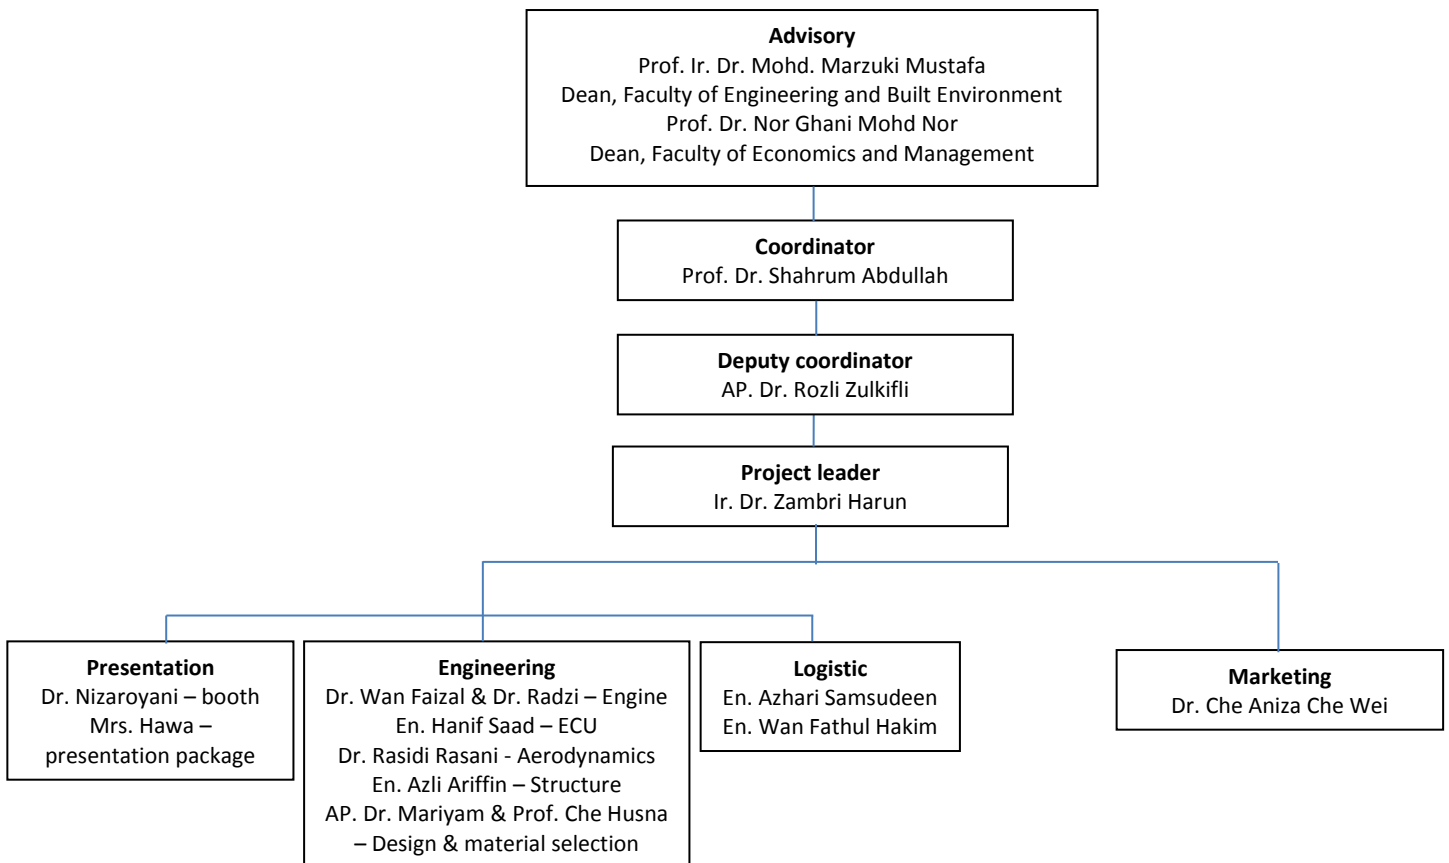 Advisory
Prof. Ir. Dr. Mohd. Marzuki Mustafa
Dean, Faculty of Engineering and Built Environment
Prof. Dr. Nor Ghani Mohd Nor
Dean, Faculty of Economics and Management
Coordinator
Prof. Dr. Shahrum Abdullah
Deputy coordinator
AP. Dr. Rozli Zulkifli
Project leader
Ir. Dr. Zambri Harun
Presentation
Dr. Nizaroyani – booth
Mrs. Hawa –
presentation package
Engineering
Dr. Wan Faizal & Dr. Radzi – Engine
En. Hanif Saad – ECU
Dr. Rasidi Rasani - Aerodynamics
En. Azli Ariffin – Structure
AP. Dr. Mariyam & Prof. Che Husna
– Design & material selection
Logistic
En. Azhari Samsudeen
En. Wan Fathul Hakim
Marketing
Dr. Che Aniza Che Wei